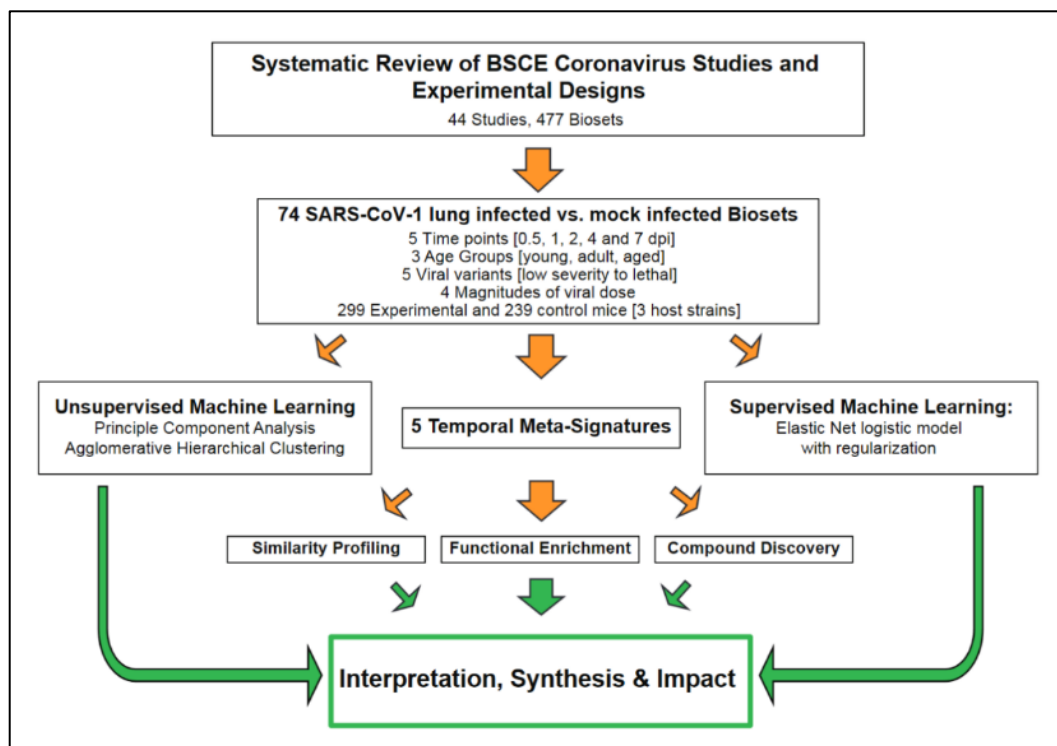 Systematic Review of BSCE Coronavirus Studies and
Experimental Designs
44 Studies, 477 Biosets
74 SARS-CoV-1 lung infected vs. mock infected Biosets
5 Time points [0.5, 1, 2, 4 and 7 dpi]
3 Age Groups [young, adult, aged]
5 Viral variants [low severity to lethal]
4 Magnitudes of viral dose
299 Experimental and 239 control mice [3 host strains]
Unsupervised Machine Learning
Principle Component Analysis
Agglomerative Hierarchical Clustering
5 Temporal Meta-Signatures
Supervised Machine Learning:
Elastic Net logistic model
with regularization
Similarity Profiling
Functional Enrichment
Compound Discovery
Interpretation, Synthesis & Impact